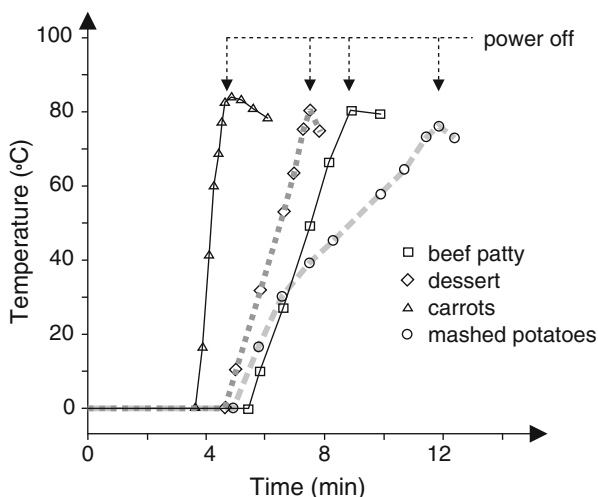 100
power off
80
60
40
20
0
Temperature (°C)
beef patty
dessert
carrots
mashed potatoes
0
4
8
12
Time (min)